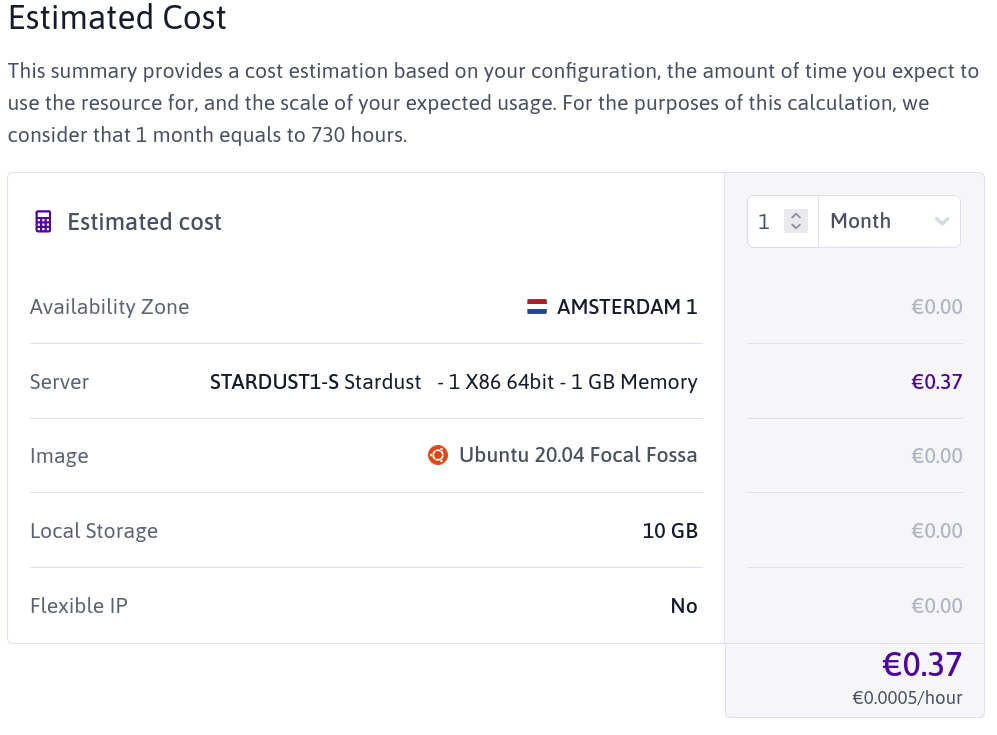 Estimated Cost
This summary provides a cost estimation based on your configuration, the amount of time you expect to
use the resource for, and the scale of your expected usage. For the purposes of this calculation, we
consider that 1 month equals to 730 hours.
Estimated cost 1 Month
Availability Zone AMSTERDAM 1 €0.00
Server STARDUST1-S Stardust - 1 X86 64bit - 1 GB Memory €0.37
Image Ubuntu 20.04 Focal Fossa €0.00
Local Storage 10 GB €0.00
Flexible IP No €0.00
€0.37
€0.0005/hour